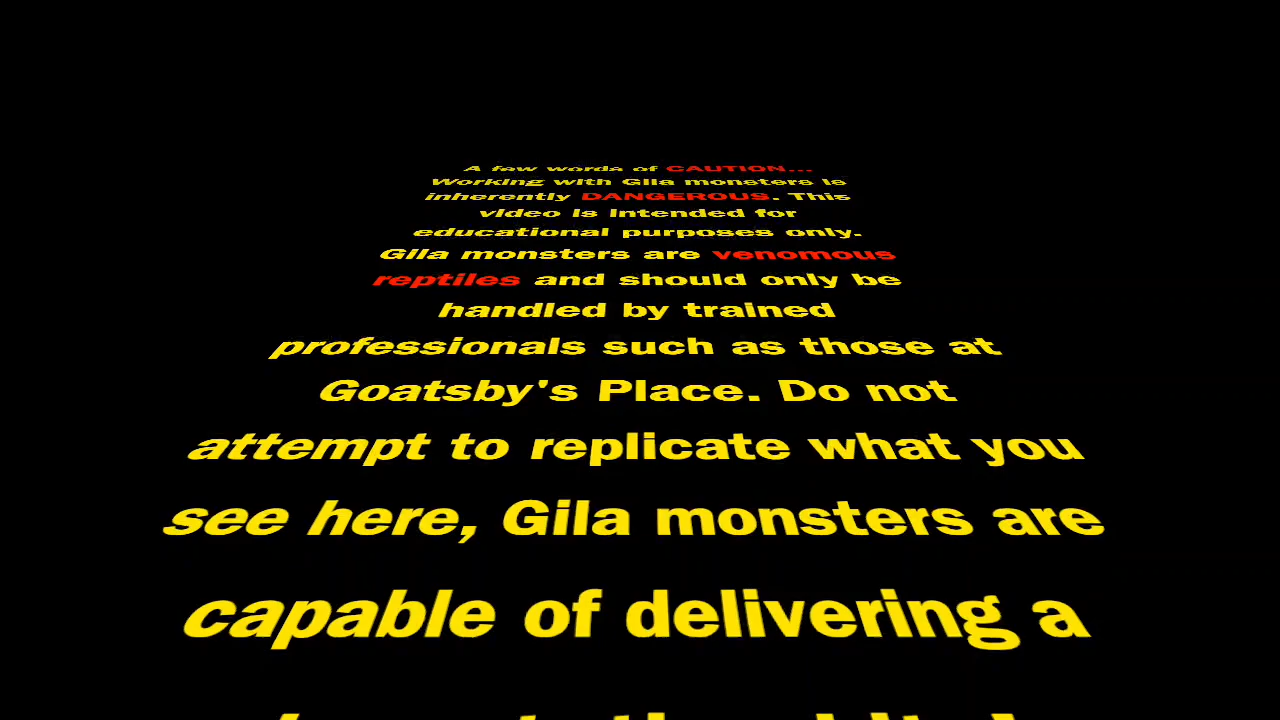 A few words of CAUTION...
Working with Gila monsters is
inherently DANGEROUS. This
video is intended for
educational purposes only.
Gila monsters are venomous
reptiles and should only be
handled by trained
professionals such as those at
Goatsby's Place. Do not
attempt to replicate what you
see here, Gila monsters are
capable of delivering a